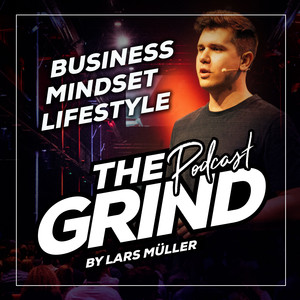 BUSINESS
MINDSET
LIFESTYLE
THE Podcast
GRIND
BY LARS MÜLLER